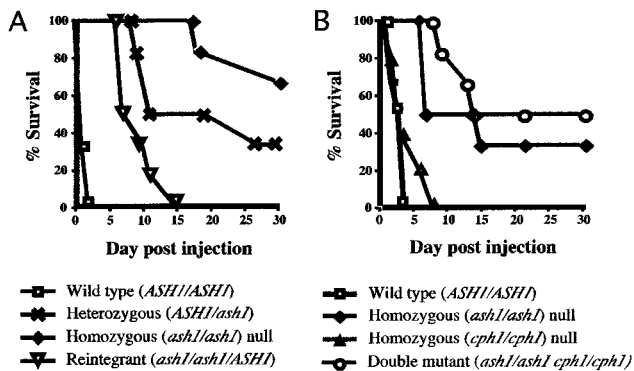 A
B
% Survival
100
80
60
40
20
0
0 5 10 15 20 25 30
Day post injection
% Survival
100
80
60
40
20
0
0 5 10 15 20 25 30
Day post injection
Wild type (ASH1/ASH1)
Heterozygous (ASH1/ash1)
Homozygous (ash1/ash1) null
Reintegrant (ash1/ash1/ASH1)
Wild type (ASH1/ASH1)
Homozygous (ash1/ash1) null
Homozygous (cph1/cph1) null
Double mutant (ash1/ash1 cph1/cph1)